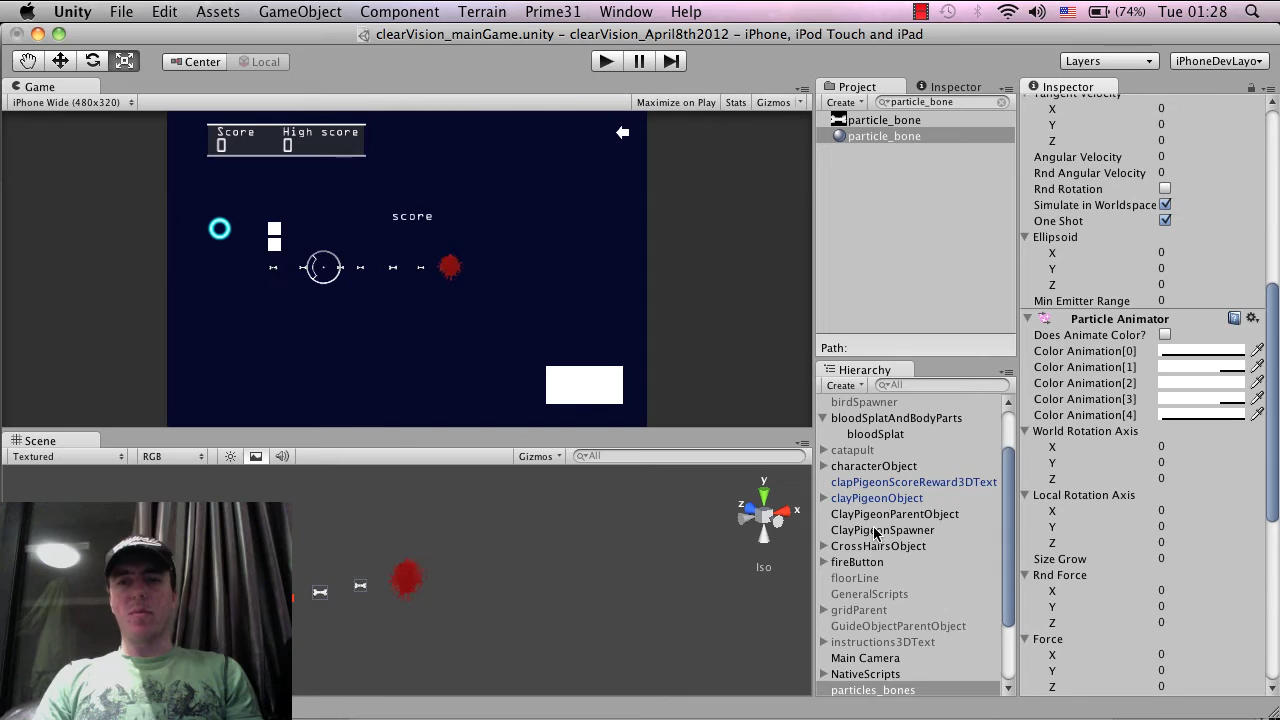 Unity File Edit Assets GameObject Component Terrain Prime31 Window Help (74%) Tue 01:28
clearVision_mainGame.unity – clearVision_April8th2012 – iPhone, iPod Touch and iPad
Center Local Layers iPhoneDevLayo
Game Project Inspector Inspector
iPhone Wide (480x320) Maximize on Play Stats Gizmos Create particle_bone
Score High score
0 0
score
particle_bone
particle_bone
Path:
Hierarchy
Create All
birdSpawner
bloodSplatAndBodyParts
bloodSplat
catapult
characterObject
clapPigeonScoreReward3DText
clayPigeonObject
ClayPigeonParentObject
ClayPigeonSpawner
CrossHairsObject
fireButton
floorLine
GeneralScripts
gridParent
GuideObjectParentObject
instructions3DText
Main Camera
NativeScripts
particles_bones
Tangent Velocity
X 0
Y 0
Z 0
Angular Velocity 0
Rnd Angular Velocity 0
Rnd Rotation
Simulate in Worldspace
One Shot
Ellipsoid
X 0
Y 0
Z 0
Min Emitter Range 0
Particle Animator
Does Animate Color?
Color Animation[0]
Color Animation[1]
Color Animation[2]
Color Animation[3]
Color Animation[4]
World Rotation Axis
X 0
Y 0
Z 0
Local Rotation Axis
X 0
Y 0
Z 0
Size Grow 0
Rnd Force
X 0
Y 0
Z 0
Force
X 0
Y 0
Z 0
Scene
Textured RGB Gizmos All
y
z x
Iso